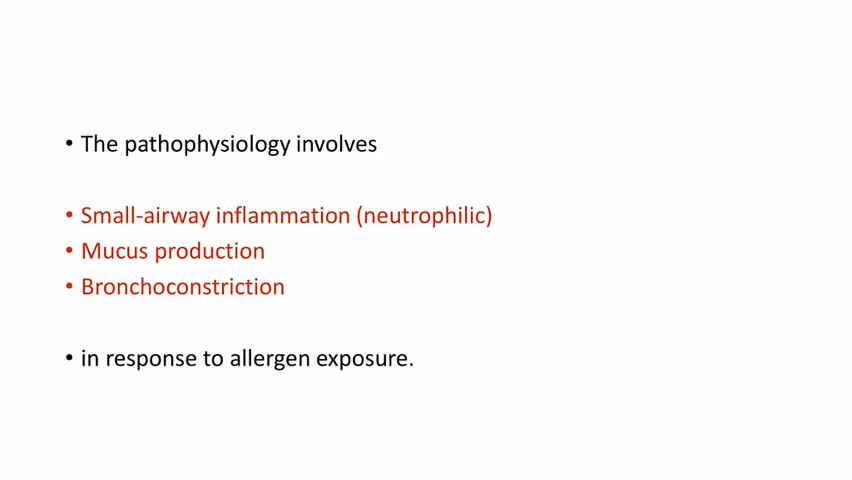 • The pathophysiology involves
• Small-airway inflammation (neutrophilic)
• Mucus production
• Bronchoconstriction
• in response to allergen exposure.